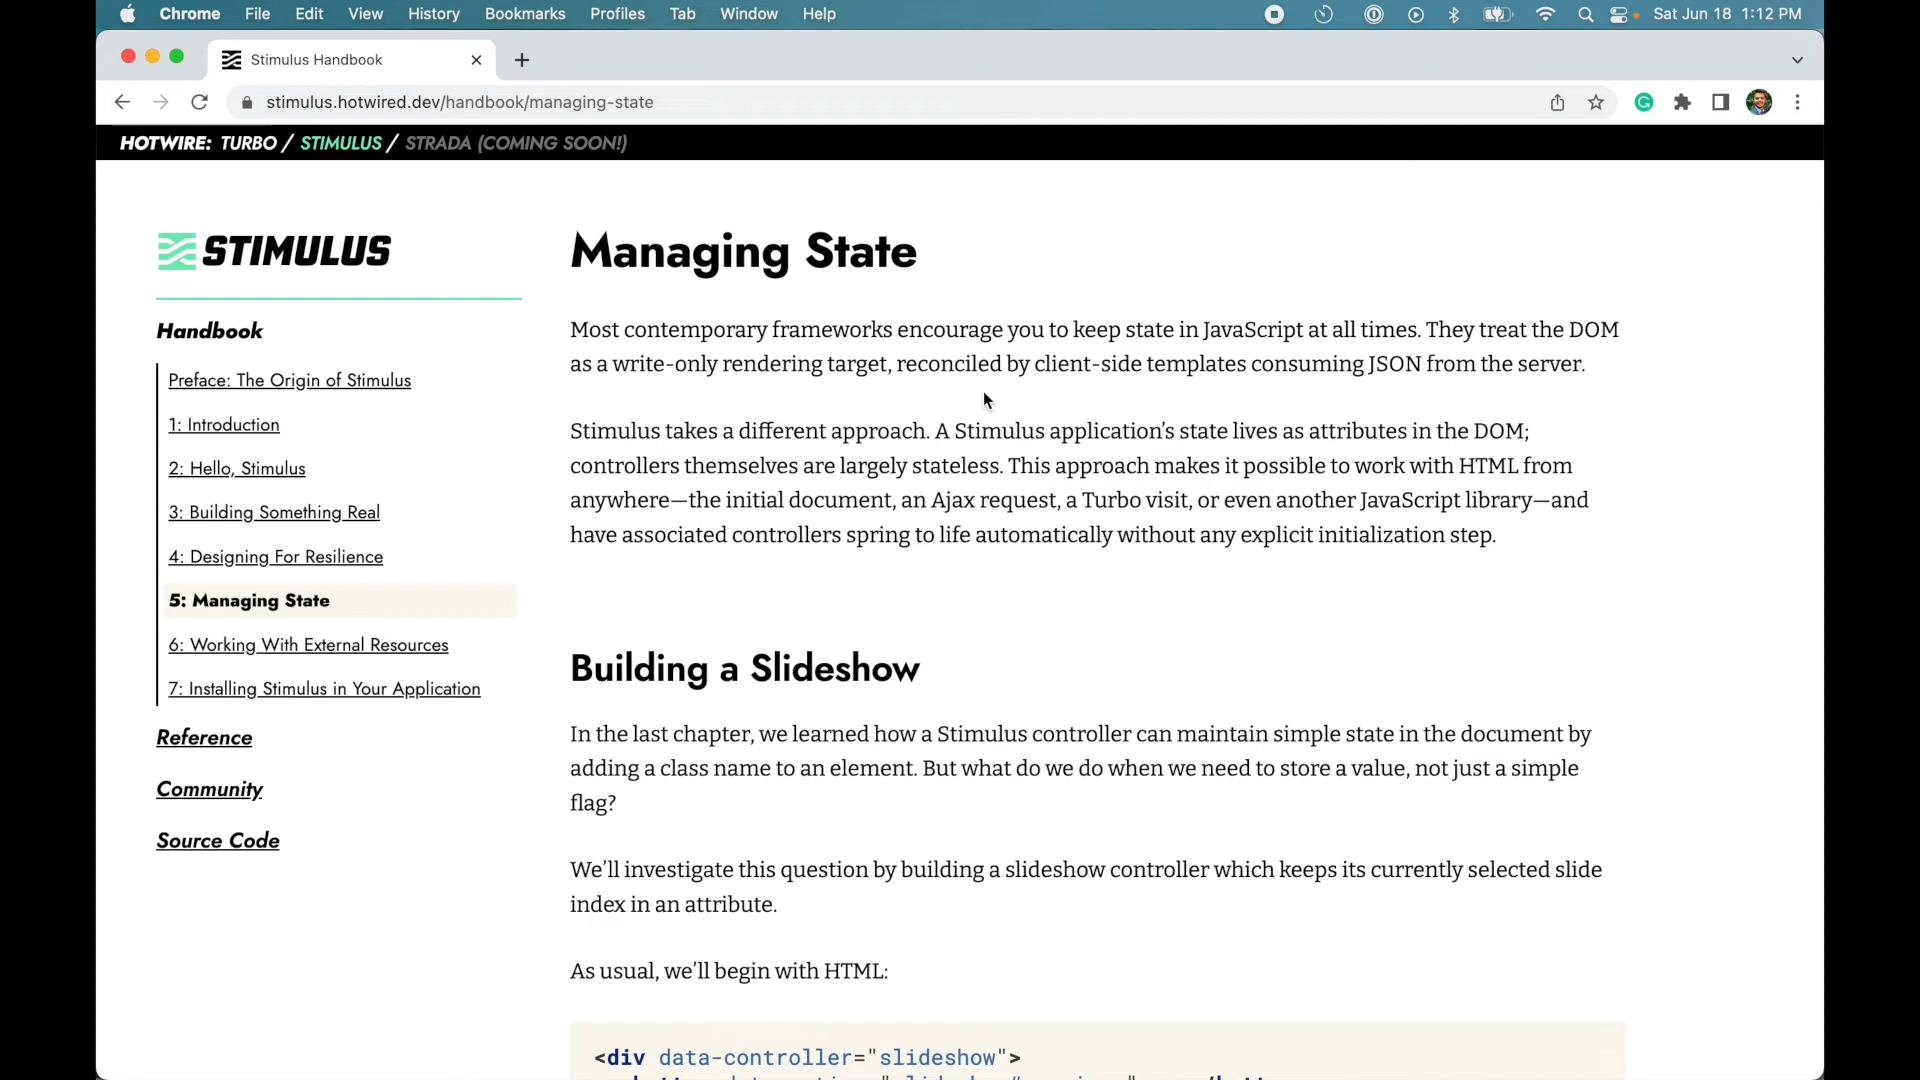 Chrome File Edit View History Bookmarks Profiles Tab Window Help Sat Jun 18 1:12 PM
Stimulus Handbook
stimulus.hotwired.dev/handbook/managing-state
HOTWIRE: TURBO / STIMULUS / STRADA (COMING SOON!)
STIMULUS
Handbook
Preface: The Origin of Stimulus
1: Introduction
2: Hello, Stimulus
3: Building Something Real
4: Designing For Resilience
5: Managing State
6: Working With External Resources
7: Installing Stimulus in Your Application
Reference
Community
Source Code
Managing State
Most contemporary frameworks encourage you to keep state in JavaScript at all times. They treat the DOM
as a write-only rendering target, reconciled by client-side templates consuming JSON from the server.
Stimulus takes a different approach. A Stimulus application’s state lives as attributes in the DOM;
controllers themselves are largely stateless. This approach makes it possible to work with HTML from
anywhere—the initial document, an Ajax request, a Turbo visit, or even another JavaScript library—and
have associated controllers spring to life automatically without any explicit initialization step.
Building a Slideshow
In the last chapter, we learned how a Stimulus controller can maintain simple state in the document by
adding a class name to an element. But what do we do when we need to store a value, not just a simple
flag?
We’ll investigate this question by building a slideshow controller which keeps its currently selected slide
index in an attribute.
As usual, we’ll begin with HTML:
<div data-controller="slideshow">